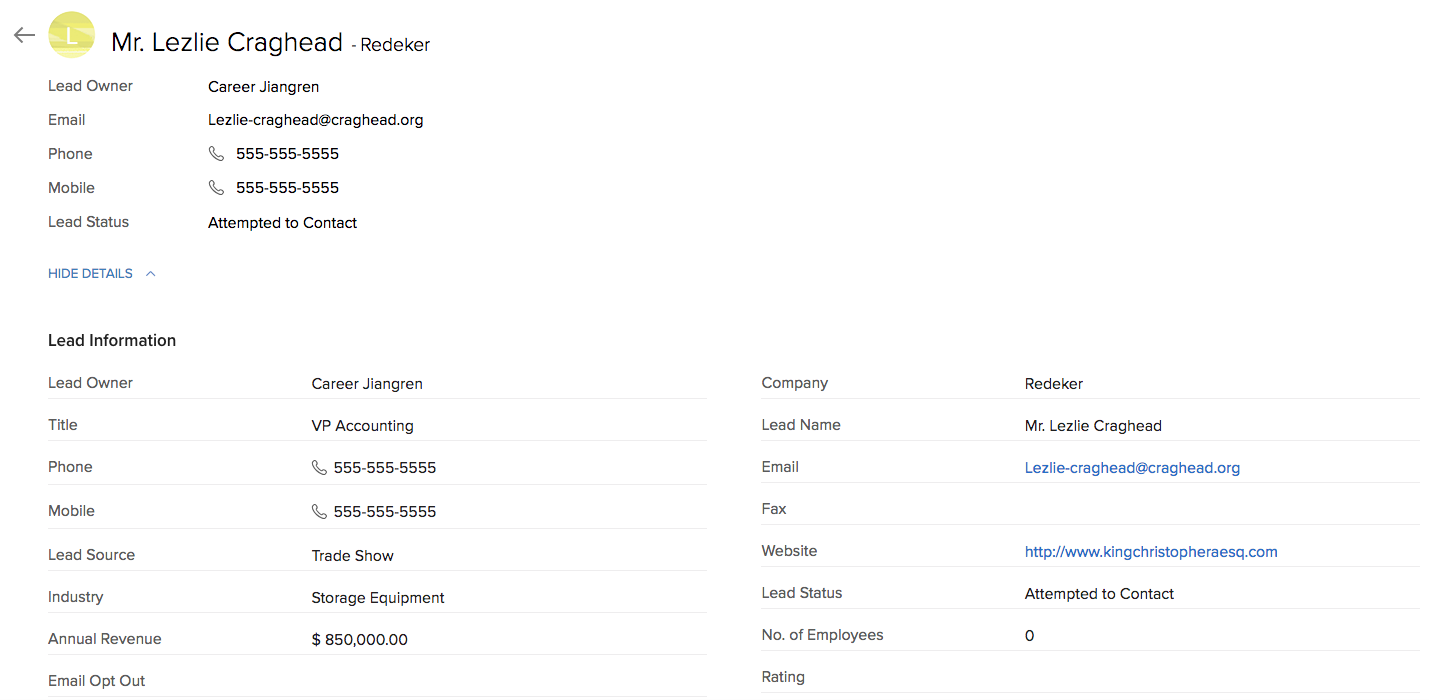 L
Mr. Lezlie Craghead - Redeker
Lead Owner Career Jiangren
Email Lezlie-craghead@craghead.org
Phone 555-555-5555
Mobile 555-555-5555
Lead Status Attempted to Contact
HIDE DETAILS
Lead Information
Lead Owner Career Jiangren Company Redeker
Title VP Accounting Lead Name Mr. Lezlie Craghead
Phone 555-555-5555 Email Lezlie-craghead@craghead.org
Mobile 555-555-5555 Fax
Lead Source Trade Show Website http://www.kingchristopheraesq.com
Industry Storage Equipment Lead Status Attempted to Contact
Annual Revenue $ 850,000.00 No. of Employees 0
Email Opt Out Rating